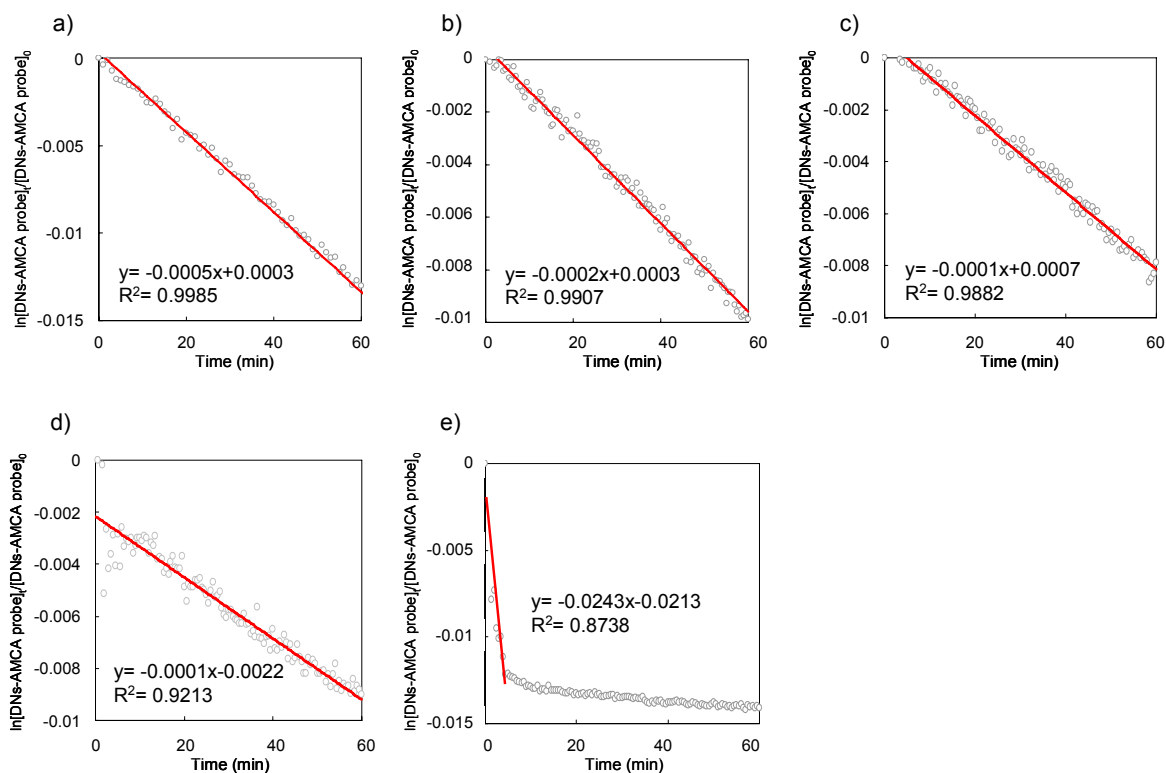 a)
ln[DNs-AMCA probe]t/[DNs-AMCA probe]0
0
-0.005
-0.01
-0.015
y= -0.0005x+0.0003
R2= 0.9985
0 20 40 60
Time (min)
b)
ln[DNs-AMCA probe]t/[DNs-AMCA probe]0
0
-0.002
-0.004
-0.006
-0.008
-0.01
y= -0.0002x+0.0003
R2= 0.9907
0 20 40 60
Time (min)
c)
ln[DNs-AMCA probe]t/[DNs-AMCA probe]0
0
-0.002
-0.004
-0.006
-0.008
-0.01
y= -0.0001x+0.0007
R2= 0.9882
0 20 40 60
Time (min)
d)
ln[DNs-AMCA probe]t/[DNs-AMCA probe]0
0
-0.002
-0.004
-0.006
-0.008
-0.01
y= -0.0001x-0.0022
R2= 0.9213
0 20 40 60
Time (min)
e)
ln[DNs-AMCA probe]t/[DNs-AMCA probe]0
0
-0.005
-0.01
-0.015
y= -0.0243x-0.0213
R2= 0.8738
0 20 40 60
Time (min)